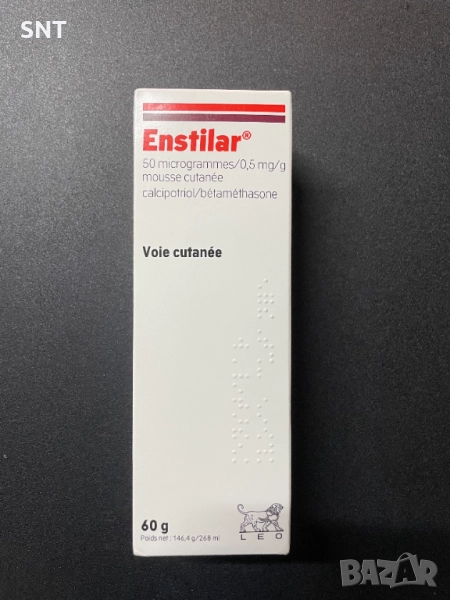 SNT
Enstilar®
50 microgrammes/0,5 mg/g
mousse cutanée
calcipotriol/bétaméthasone
Voie cutanée
60 g
Poids net : 146,4 g/268 ml
LEO
BAZAR